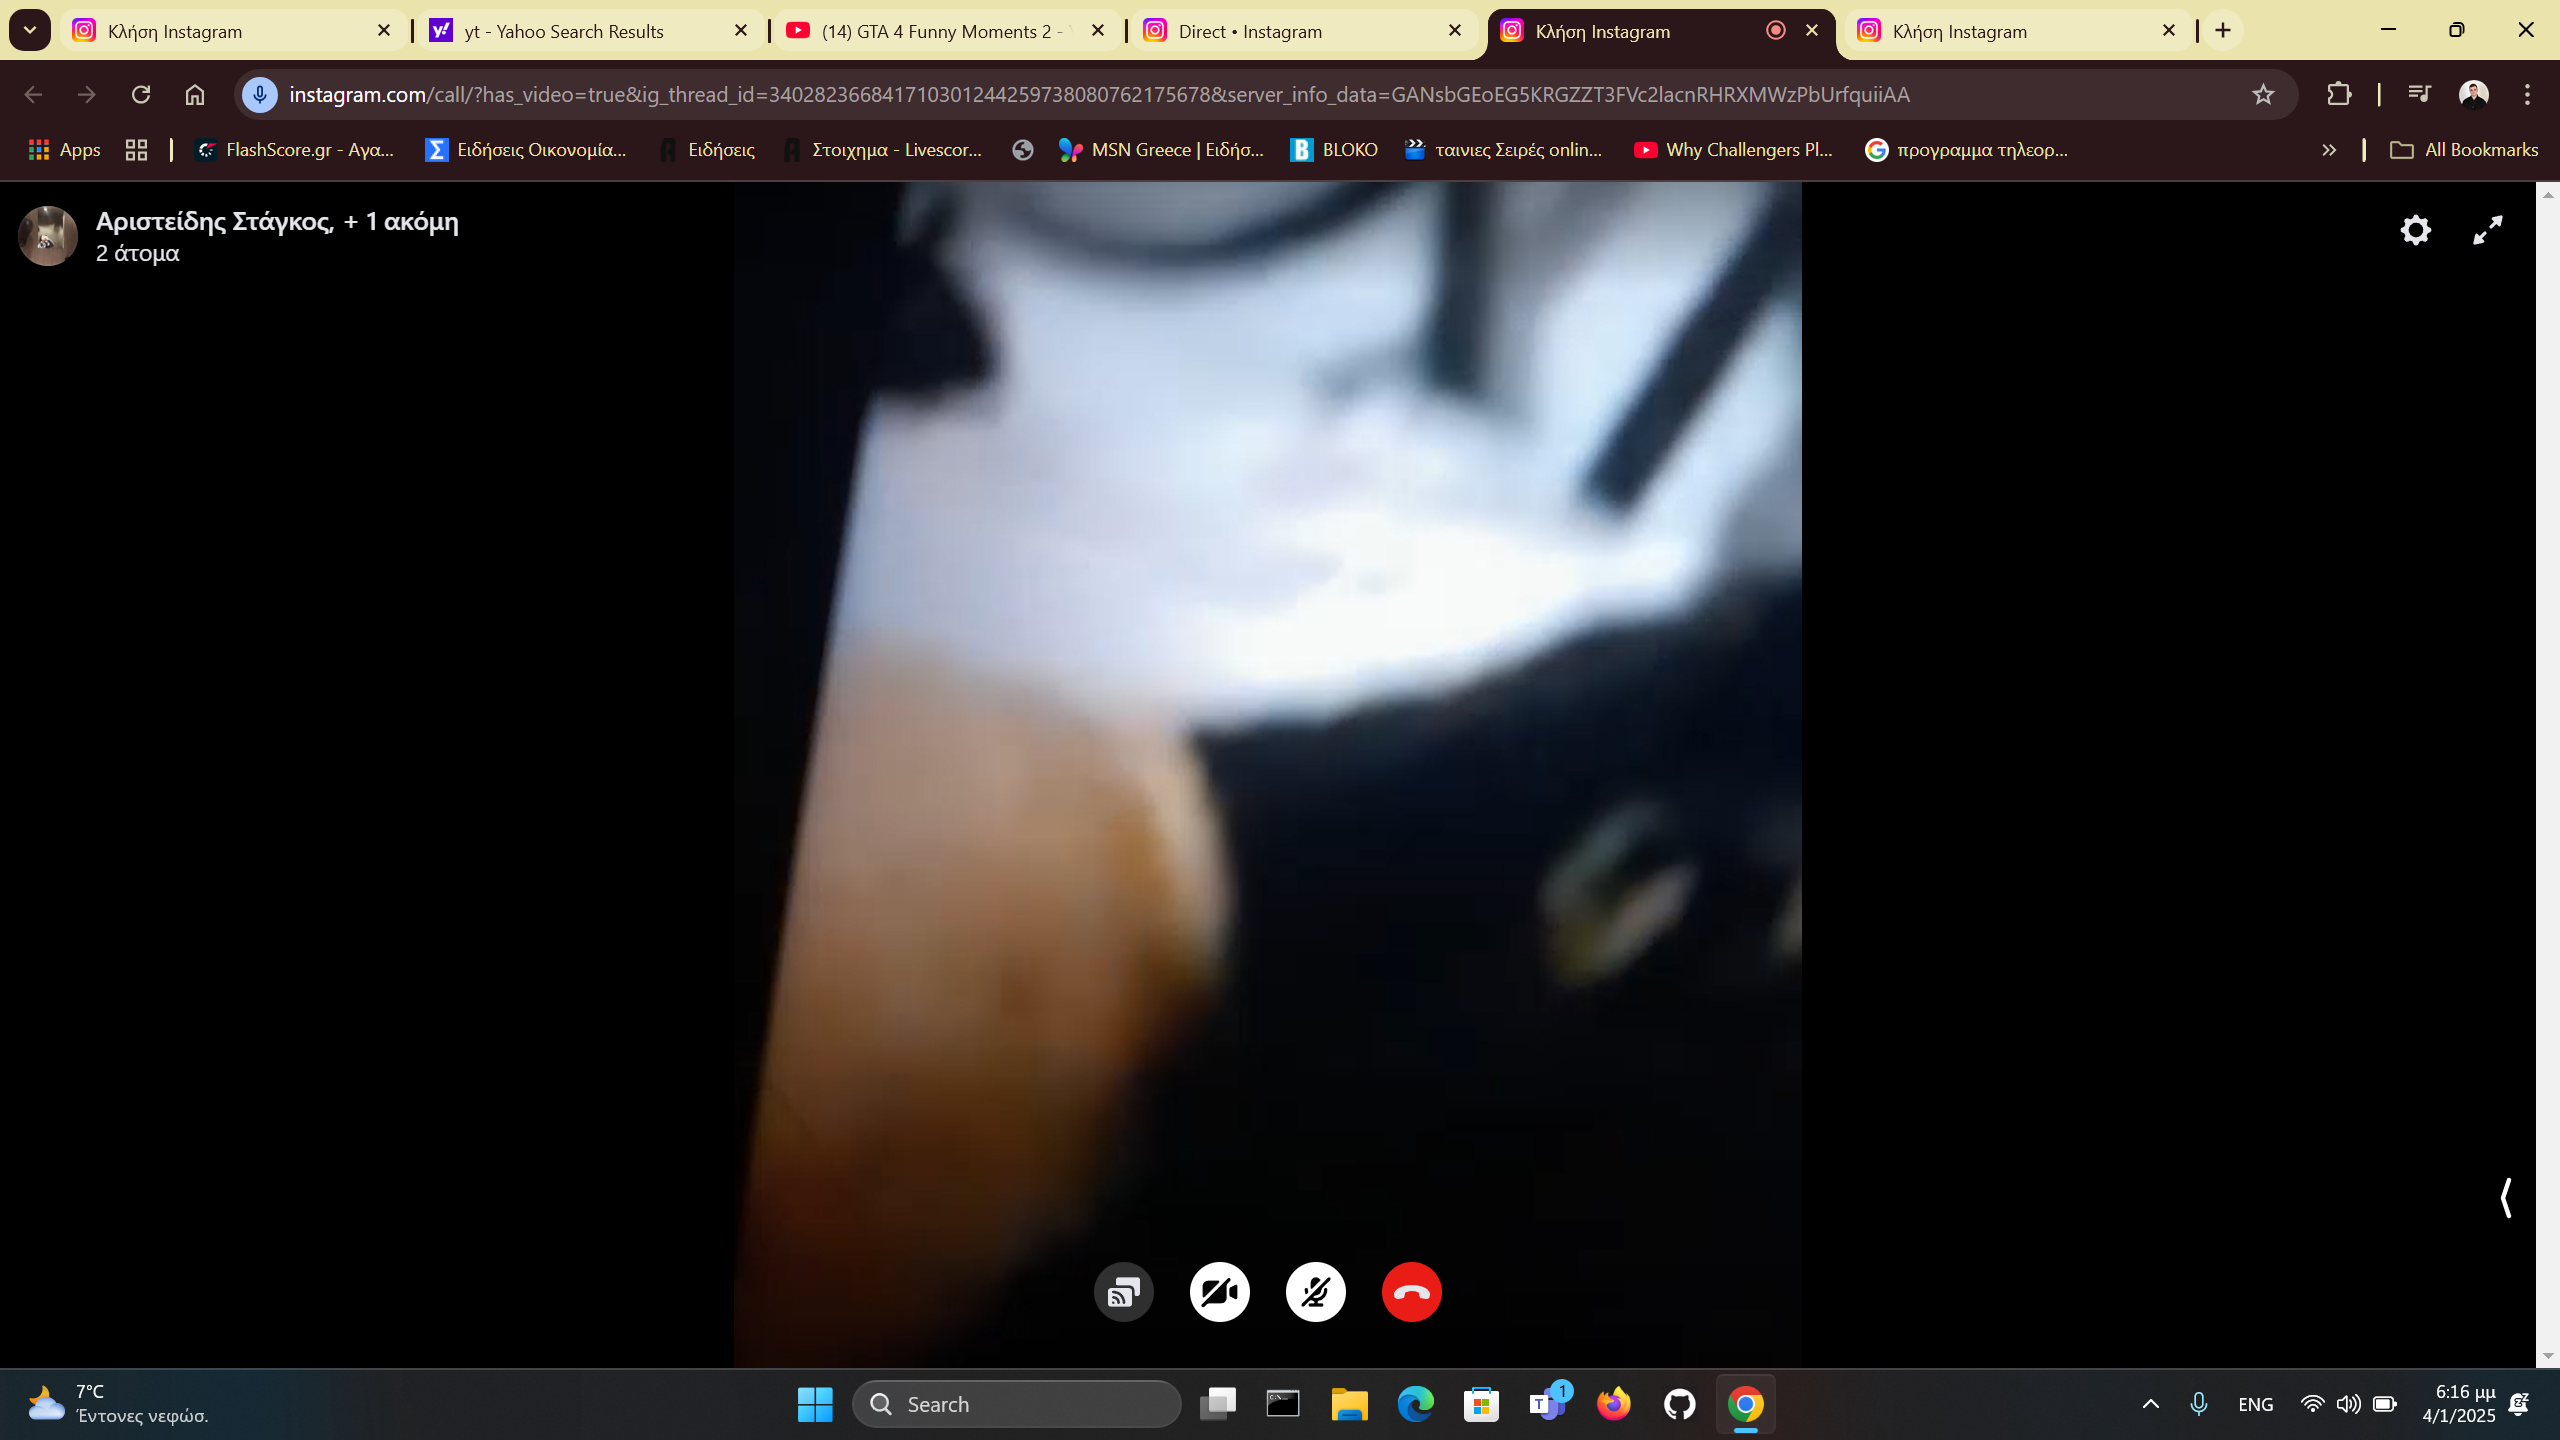 Κλήση Instagram
yt - Yahoo Search Results
(14) GTA 4 Funny Moments 2 -
Direct • Instagram
Κλήση Instagram
Κλήση Instagram
instagram.com/call/?has_video=true&ig_thread_id=340282366841710301244259738080762175678&server_info_data=GANsbGEoEG5KRGZZT3FVc2lacnRHRXMWzPbUrfquiiAA
Apps
FlashScore.gr - Αγα...
Ειδήσεις Οικονομία...
Ειδήσεις
Στοιχημα - Livescor...
MSN Greece | Ειδήσ...
BLOKO
ταινιες Σειρές onlin...
Why Challengers Pl...
προγραμμα τηλεορ...
All Bookmarks
Αριστείδης Στάγκος, + 1 ακόμη
2 άτομα
7°C
Έντονες νεφώσ.
Search
1
ENG
6:16 μμ
4/1/2025